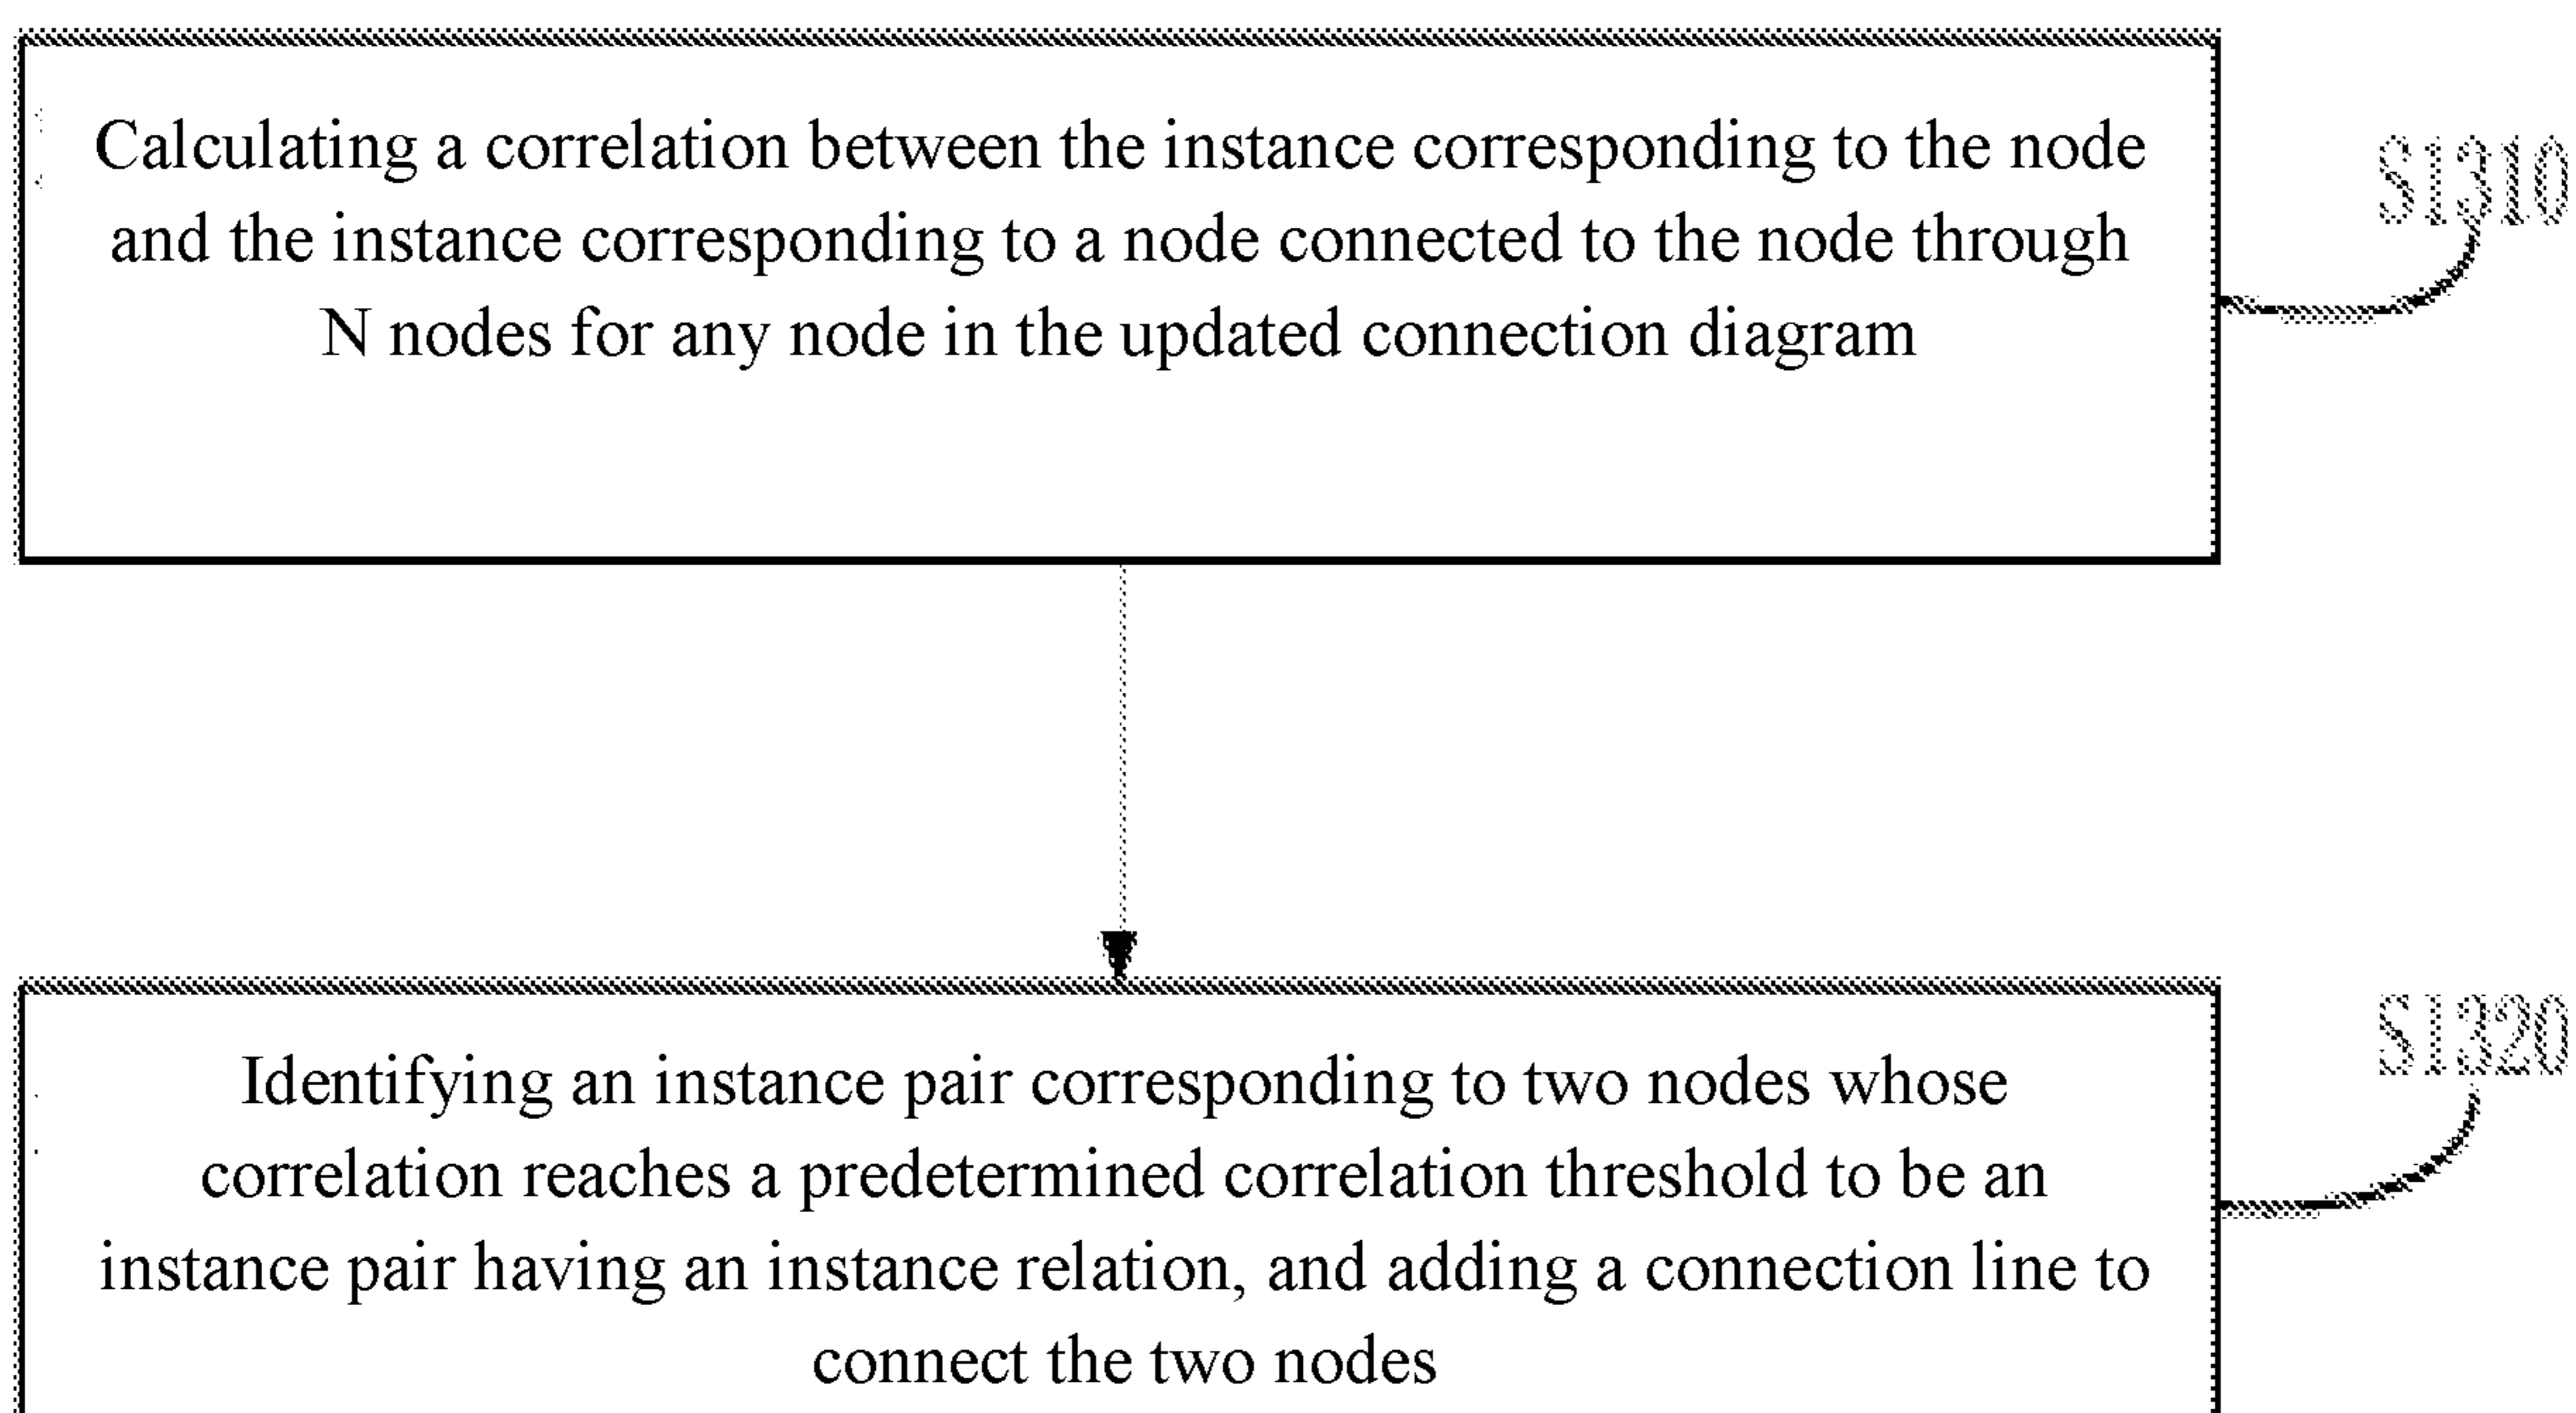 Calculating a correlation between the instance corresponding to the node
and the instance corresponding to a node connected to the node through
N nodes for any node in the updated connection diagram
S1310
Identifying an instance pair corresponding to two nodes whose
correlation reaches a predetermined correlation threshold to be an
instance pair having an instance relation, and adding a connection line to
connect the two nodes
S1320